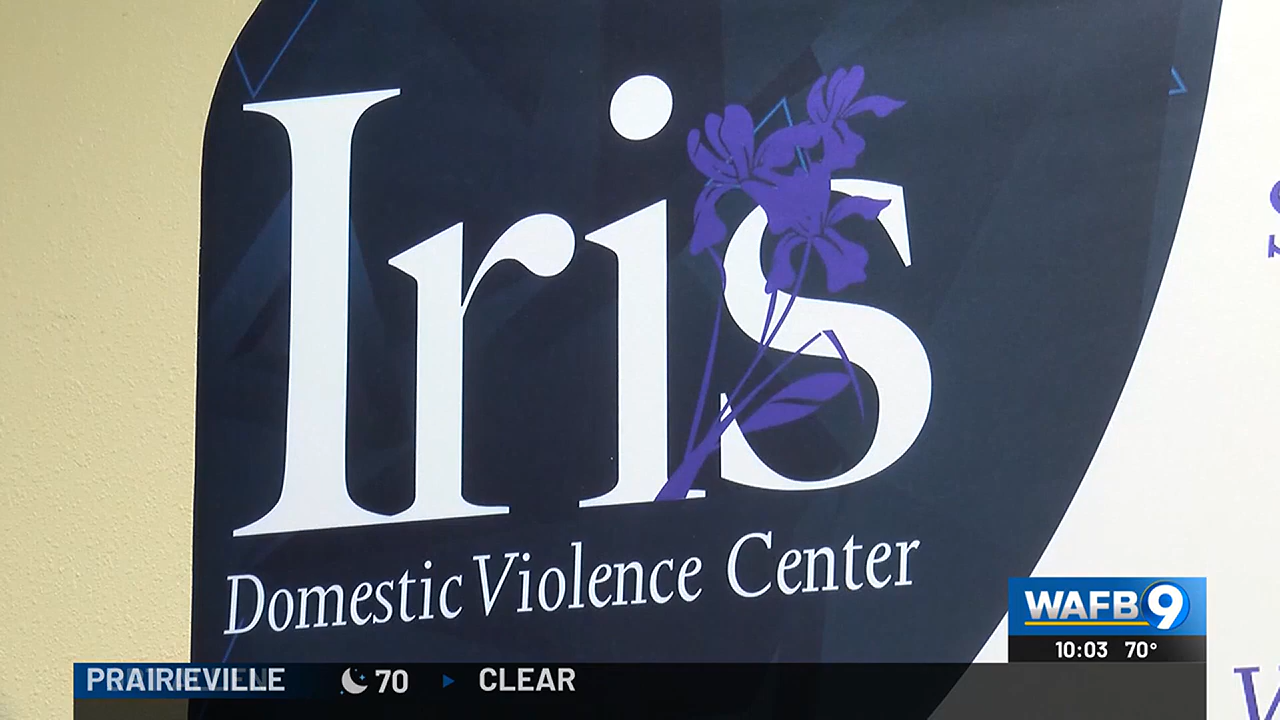 Iris
Domestic Violence Center
WAFB 9
10:03 70°
PRAIRIEVILLE 70 CLEAR